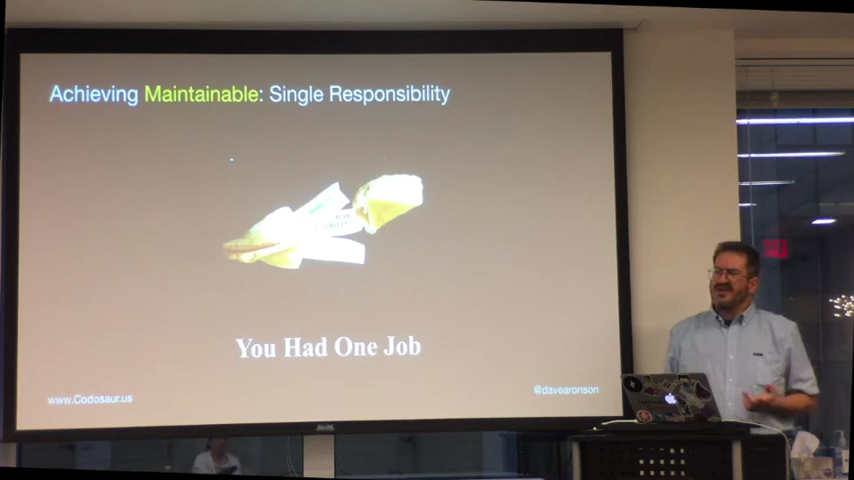 Achieving Maintainable: Single Responsibility
You Had One Job
www.Codosaur.us
@davearonson